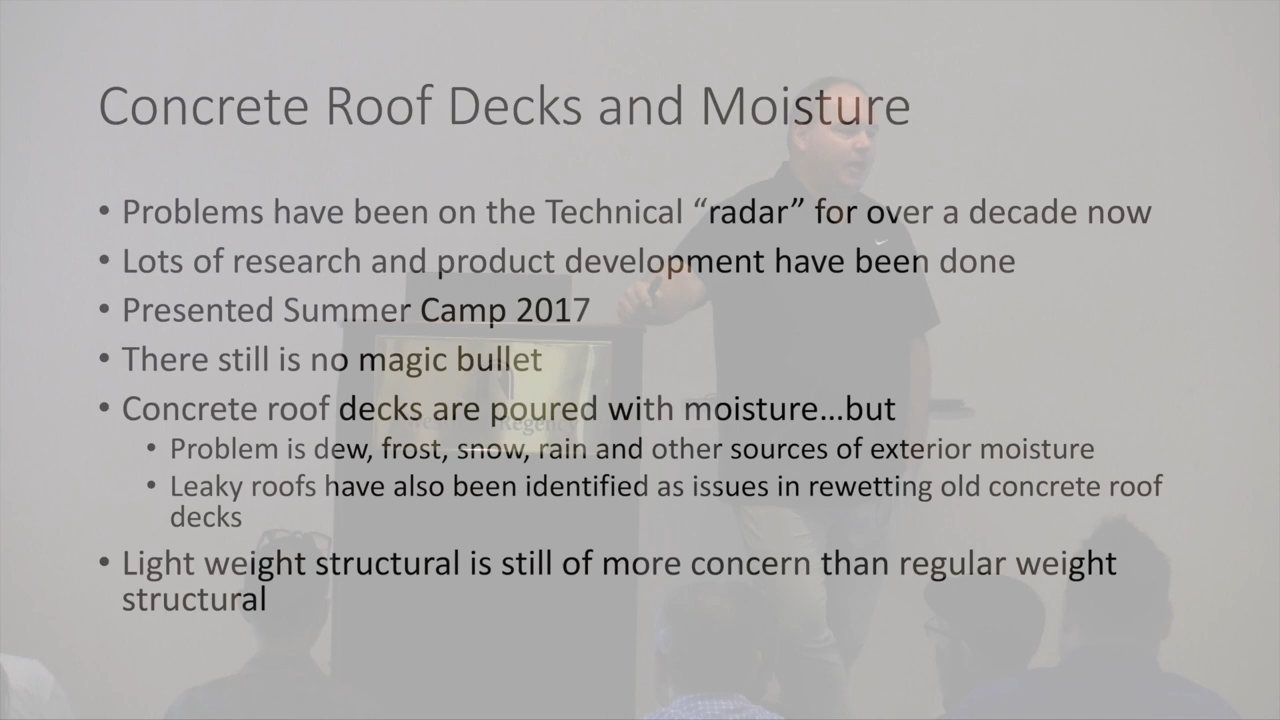 Concrete Roof Decks and Moisture
• Problems have been on the Technical “radar” for over a decade now
• Lots of research and product development have been done
• Presented Summer Camp 2017
• There still is no magic bullet
• Concrete roof decks are poured with moisture…but
• Problem is dew, frost, snow, rain and other sources of exterior moisture
• Leaky roofs have also been identified as issues in rewetting old concrete roof
decks
• Light weight structural is still of more concern than regular weight
structural
Regency